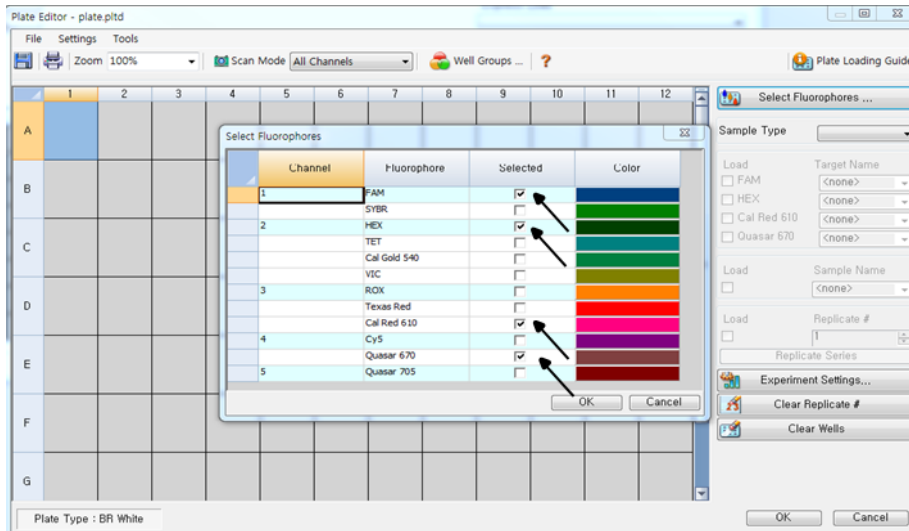 Plate Editor - plate.pltd
File Settings Tools
Zoom 100% Scan Mode All Channels Well Groups ... ? Plate Loading Guide
1 2 3 4 5 6 7 8 9 10 11 12
A
B
C
D
E
F
G
Select Fluorophores
Channel Fluorophore Selected Color
1 FAM
SYBR
2 HEX
TET
Cal Gold 540
VIC
3 ROX
Texas Red
Cal Red 610
4 Cy5
Quasar 670
5 Quasar 705
OK Cancel
Select Fluorophores ...
Sample Type
Load Target Name
FAM <none>
HEX <none>
Cal Red 610 <none>
Quasar 670 <none>
Load Sample Name
<none>
Load Replicate #
1
Replicate Series
Experiment Settings...
Clear Replicate #
Clear Wells
Plate Type : BR White
OK Cancel